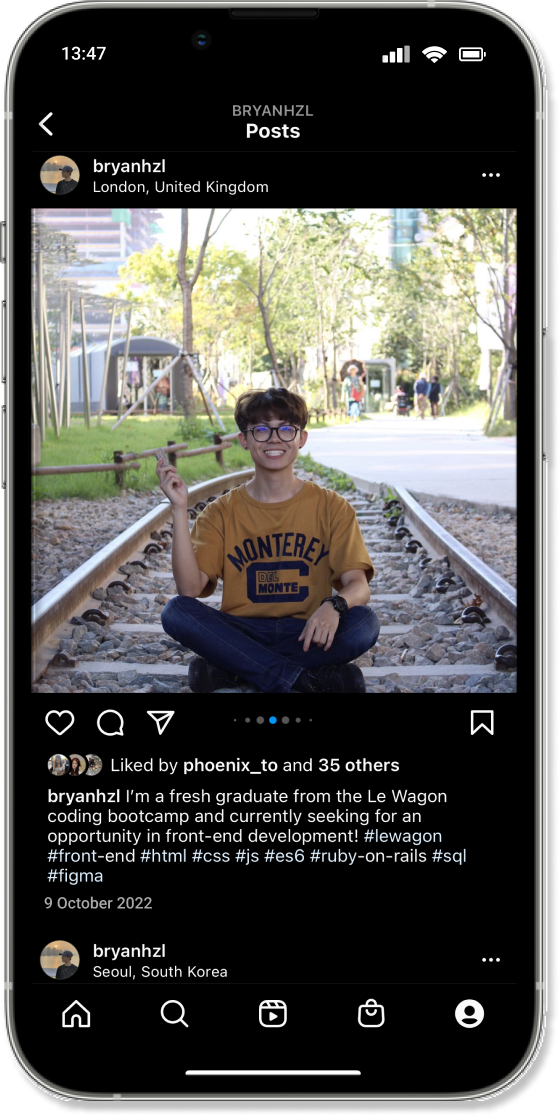 13:47
BRYANHZL
Posts
bryanhzl
London, United Kingdom
MONTEREY
DEL
MONTE
Liked by phoenix_to and 35 others
bryanhzl I’m a fresh graduate from the Le Wagon
coding bootcamp and currently seeking for an
opportunity in front-end development! #lewagon
#front-end #html #css #js #es6 #ruby-on-rails #sql
#figma
9 October 2022
bryanhzl
Seoul, South Korea